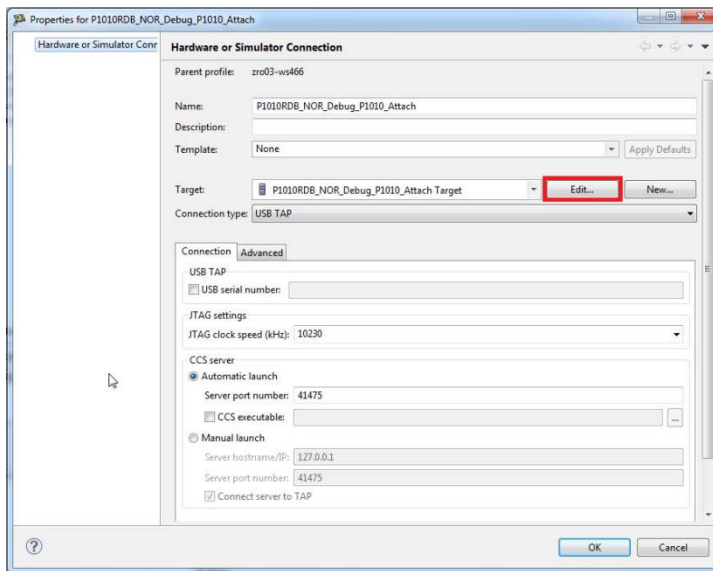 Properties for P1010RDB_NOR_Debug_P1010_Attach
Hardware or Simulator Conr
Hardware or Simulator Connection
Parent profile: zro03-ws466
Name: P1010RDB_NOR_Debug_P1010_Attach
Description:
Template: None Apply Defaults
Target: P1010RDB_NOR_Debug_P1010_Attach Target Edit... New...
Connection type: USB TAP
Connection Advanced
USB TAP
USB serial number:
JTAG settings
JTAG clock speed (kHz): 10230
CCS server
Automatic launch
Server port number: 41475
CCS executable: ...
Manual launch
Server hostname/IP: 127.0.0.1
Server port number: 41475
Connect server to TAP
? OK Cancel